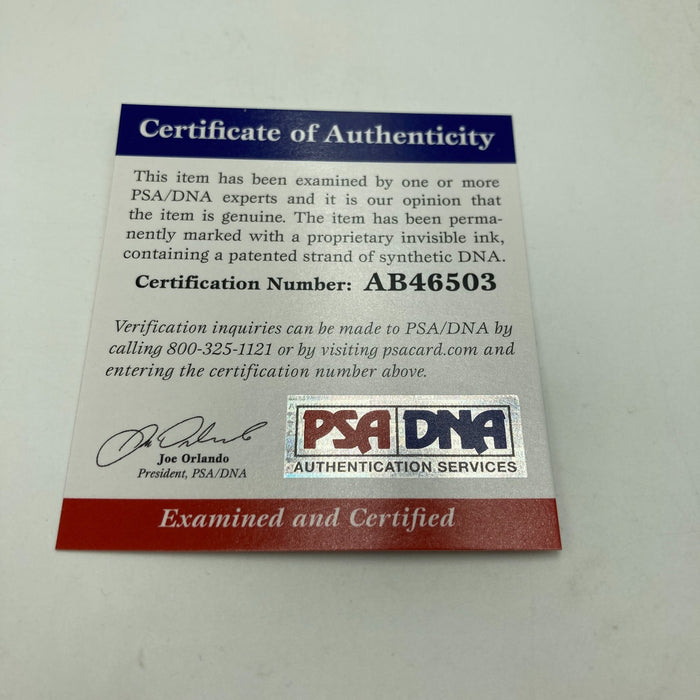 Certificate of Authenticity
This item has been examined by one or more
PSA/DNA experts and it is our opinion that
the item is genuine. The item has been perma-
nently marked with a proprietary invisible ink,
containing a patented strand of synthetic DNA.
Certification Number: AB46503
Verification inquiries can be made to PSA/DNA by
calling 800-325-1121 or by visiting psacard.com and
entering the certification number above.
Joe Orlando
President, PSA/DNA
PSA DNA
AUTHENTICATION SERVICES
Examined and Certified